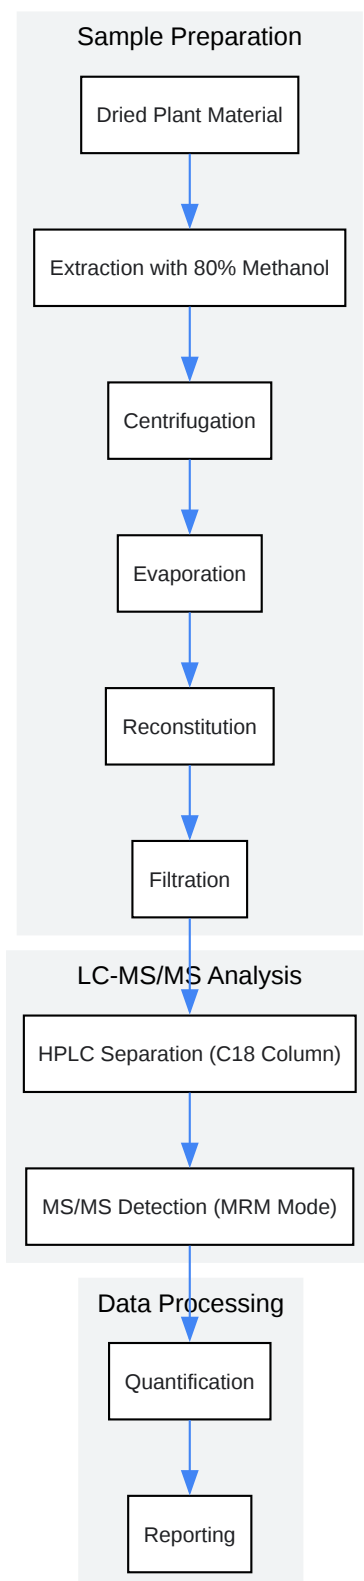 Sample Preparation
Dried Plant Material
Extraction with 80% Methanol
Centrifugation
Evaporation
Reconstitution
Filtration
LC-MS/MS Analysis
HPLC Separation (C18 Column)
MS/MS Detection (MRM Mode)
Data Processing
Quantification
Reporting